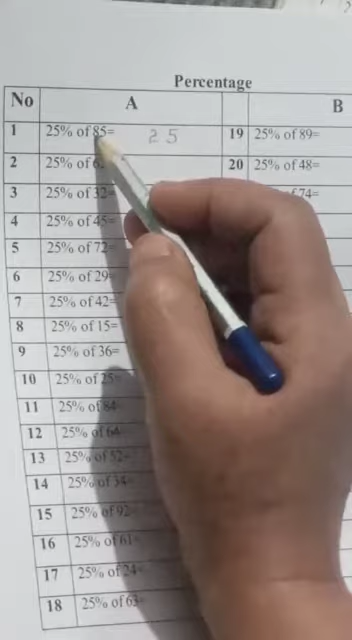 Percentage
No A B
1 25% of 85= 25 19 25% of 89=
2 25% of 20 25% of 48=
3 25% of 32= of 74=
4 25% of 45=
5 25% of 72=
6 25% of 29=
7 25% of 42=
8 25% of 15=
9 25% of 36=
10 25% of 25=
11 25% of 84=
12 25% of 64
13 25% of 52=
14 25% of 34=
15 25% of 92=
16 25% of 61=
17 25% of 24=
18 25% of 63=